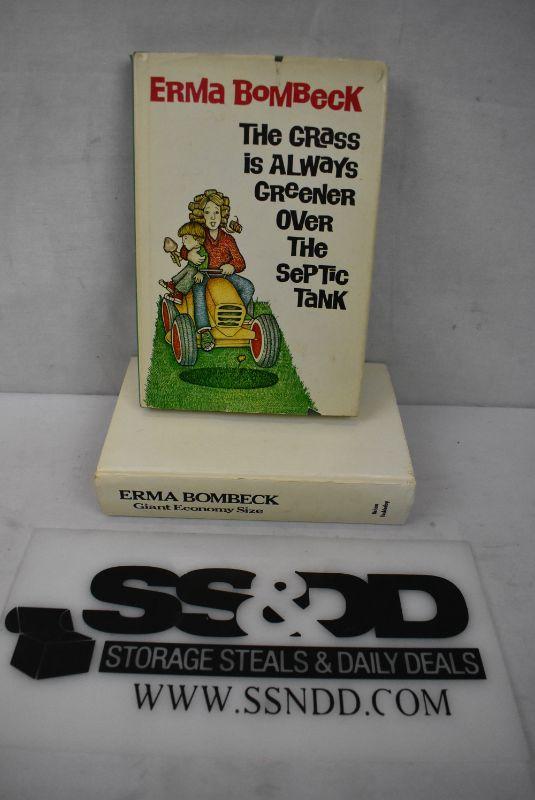 ERMA BOMBECK
THE GRASS
iS ALWAYS
GREENER
OVER
THE
SEPTIC
TANK
ERMA BOMBECK
Giant Economy Size
SS&DD
STORAGE STEALS & DAILY DEALS
WWW.SSNDD.COM